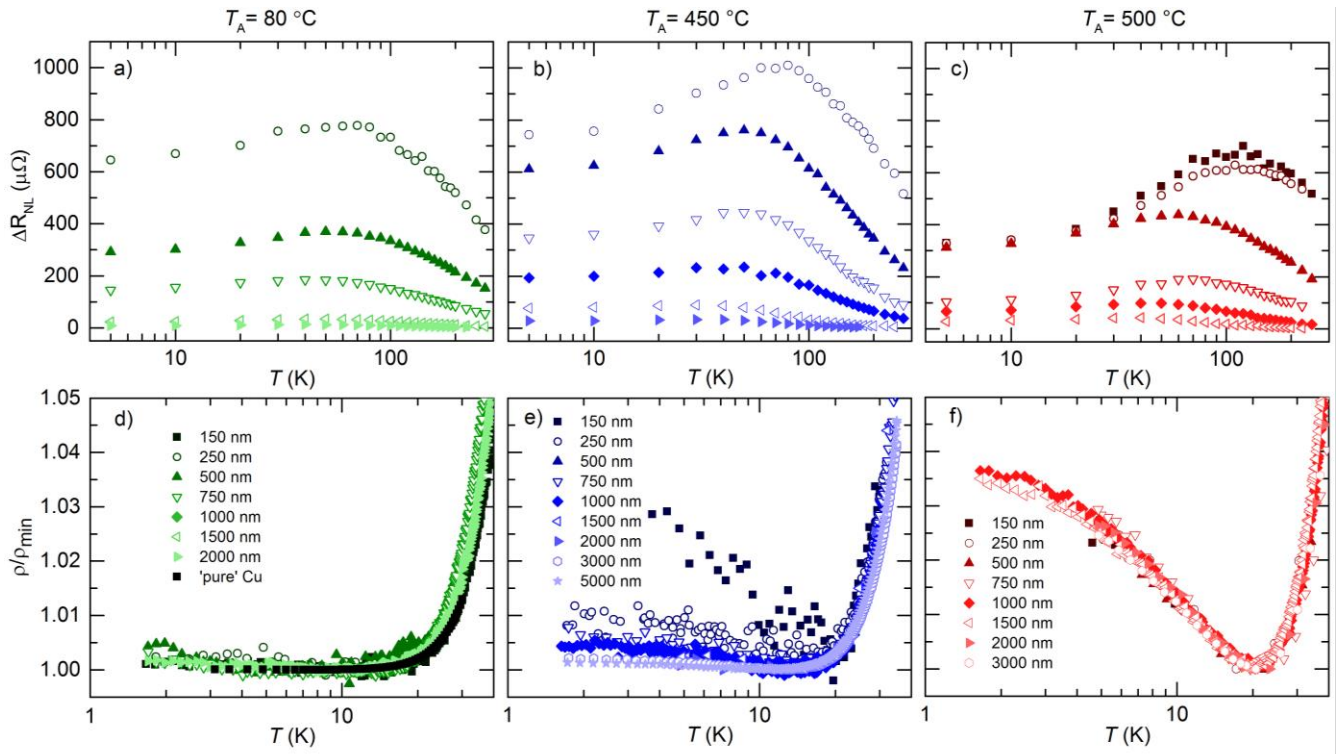 T_A = 80 °C
T_A = 450 °C
T_A = 500 °C
a)
b)
c)
ΔR_NL (μΩ)
1000
800
600
400
200
0
10
100
10
100
10
100
T (K)
T (K)
T (K)
d)
150 nm
250 nm
500 nm
750 nm
1000 nm
1500 nm
2000 nm
'pure' Cu
e)
150 nm
250 nm
500 nm
750 nm
1000 nm
1500 nm
2000 nm
3000 nm
5000 nm
f)
150 nm
250 nm
500 nm
750 nm
1000 nm
1500 nm
2000 nm
3000 nm
ρ/ρ_min
1.05
1.04
1.03
1.02
1.01
1.00
1
10
1
10
1
10
T (K)
T (K)
T (K)